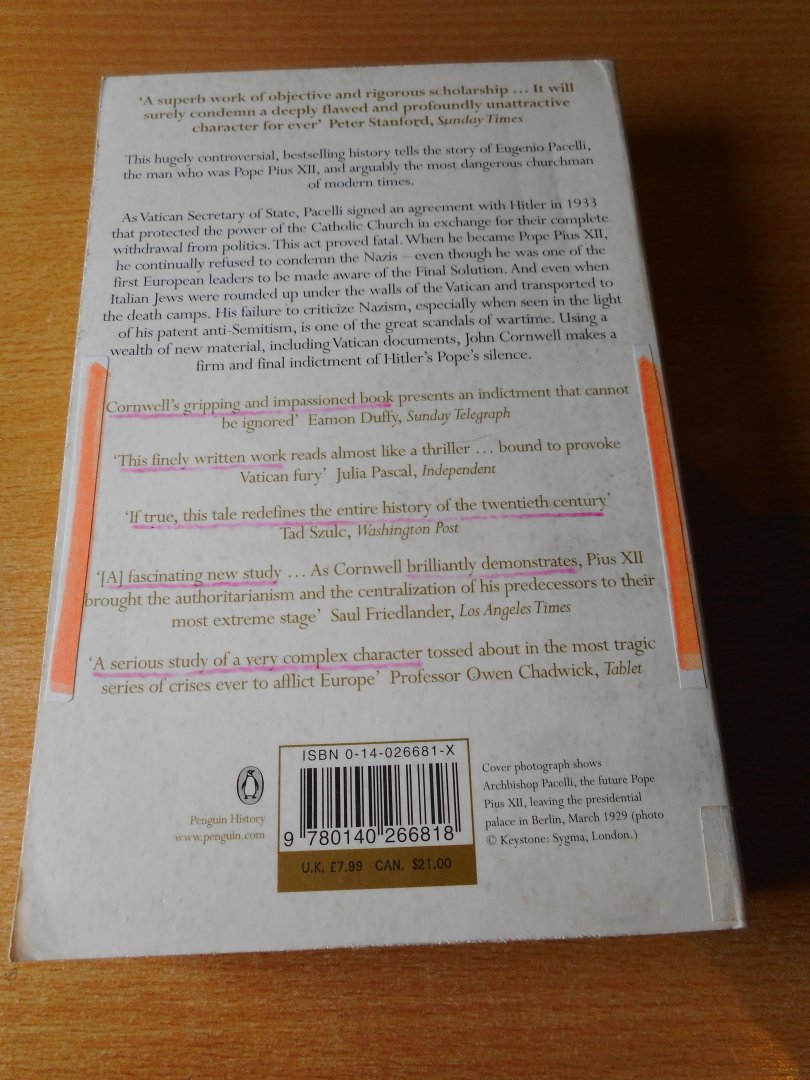 ‘A superb work of objective and rigorous scholarship … It will
surely condemn a deeply flawed and profoundly unattractive
character for ever’ Peter Stanford, Sunday Times
This hugely controversial, bestselling history tells the story of Eugenio Pacelli,
the man who was Pope Pius XII, and arguably the most dangerous churchman
of modern times.
As Vatican Secretary of State, Pacelli signed an agreement with Hitler in 1933
that protected the power of the Catholic Church in exchange for their complete
withdrawal from politics. This act proved fatal. When he became Pope Pius XII,
he continually refused to condemn the Nazis – even though he was one of the
first European leaders to be made aware of the Final Solution. And even when
Italian Jews were rounded up under the walls of the Vatican and transported to
the death camps. His failure to criticize Nazism, especially when seen in the light
of his patent anti-Semitism, is one of the great scandals of wartime. Using a
wealth of new material, including Vatican documents, John Cornwell makes a
firm and final indictment of Hitler’s Pope’s silence.
Cornwell’s gripping and impassioned book presents an indictment that cannot
be ignored’ Eamon Duffy, Sunday Telegraph
‘This finely written work reads almost like a thriller … bound to provoke
Vatican fury’ Julia Pascal, Independent
‘If true, this tale redefines the entire history of the twentieth century’
Tad Szulc, Washington Post
‘[A] fascinating new study … As Cornwell brilliantly demonstrates, Pius XII
brought the authoritarianism and the centralization of his predecessors to their
most extreme stage’ Saul Friedlander, Los Angeles Times
‘A serious study of a very complex character tossed about in the most tragic
series of crises ever to afflict Europe’ Professor Owen Chadwick, Tablet
ISBN 0-14-026681-X
9 780140 266818
U.K. £7.99 CAN. $21.00
Penguin History
www.penguin.com
Cover photograph shows
Archbishop Pacelli, the future Pope
Pius XII, leaving the presidential
palace in Berlin, March 1929 (photo
© Keystone: Sygma, London.)